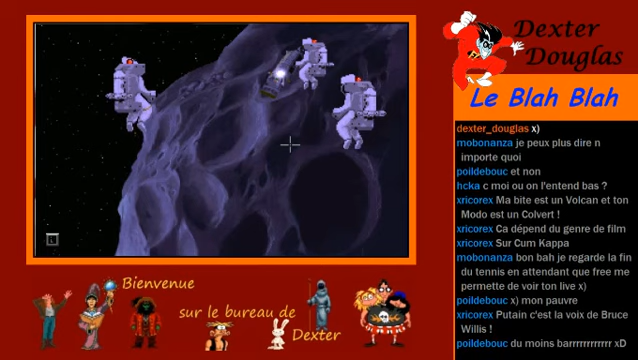 Dexter
Douglas
Le Blah Blah
dexter_douglas x)
mobonanza je peux plus dire n
importe quoi
poildebouc et non
hcka c moi ou on l'entend bas ?
xricorex Ma bite est un Volcan et ton
Modo est un Colvert !
xricorex Ca dépend du genre de film
xricorex Sur Cum Kappa
mobonanza bon bah je regarde la fin
du tennis en attendant que free me
permette de voir ton live x)
poildebouc x) mon pauvre
xricorex Putain c'est la voix de Bruce
Willis !
poildebouc du moins barrrrrrrrrrr xD
Bienvenue
sur le bureau de
Dexter